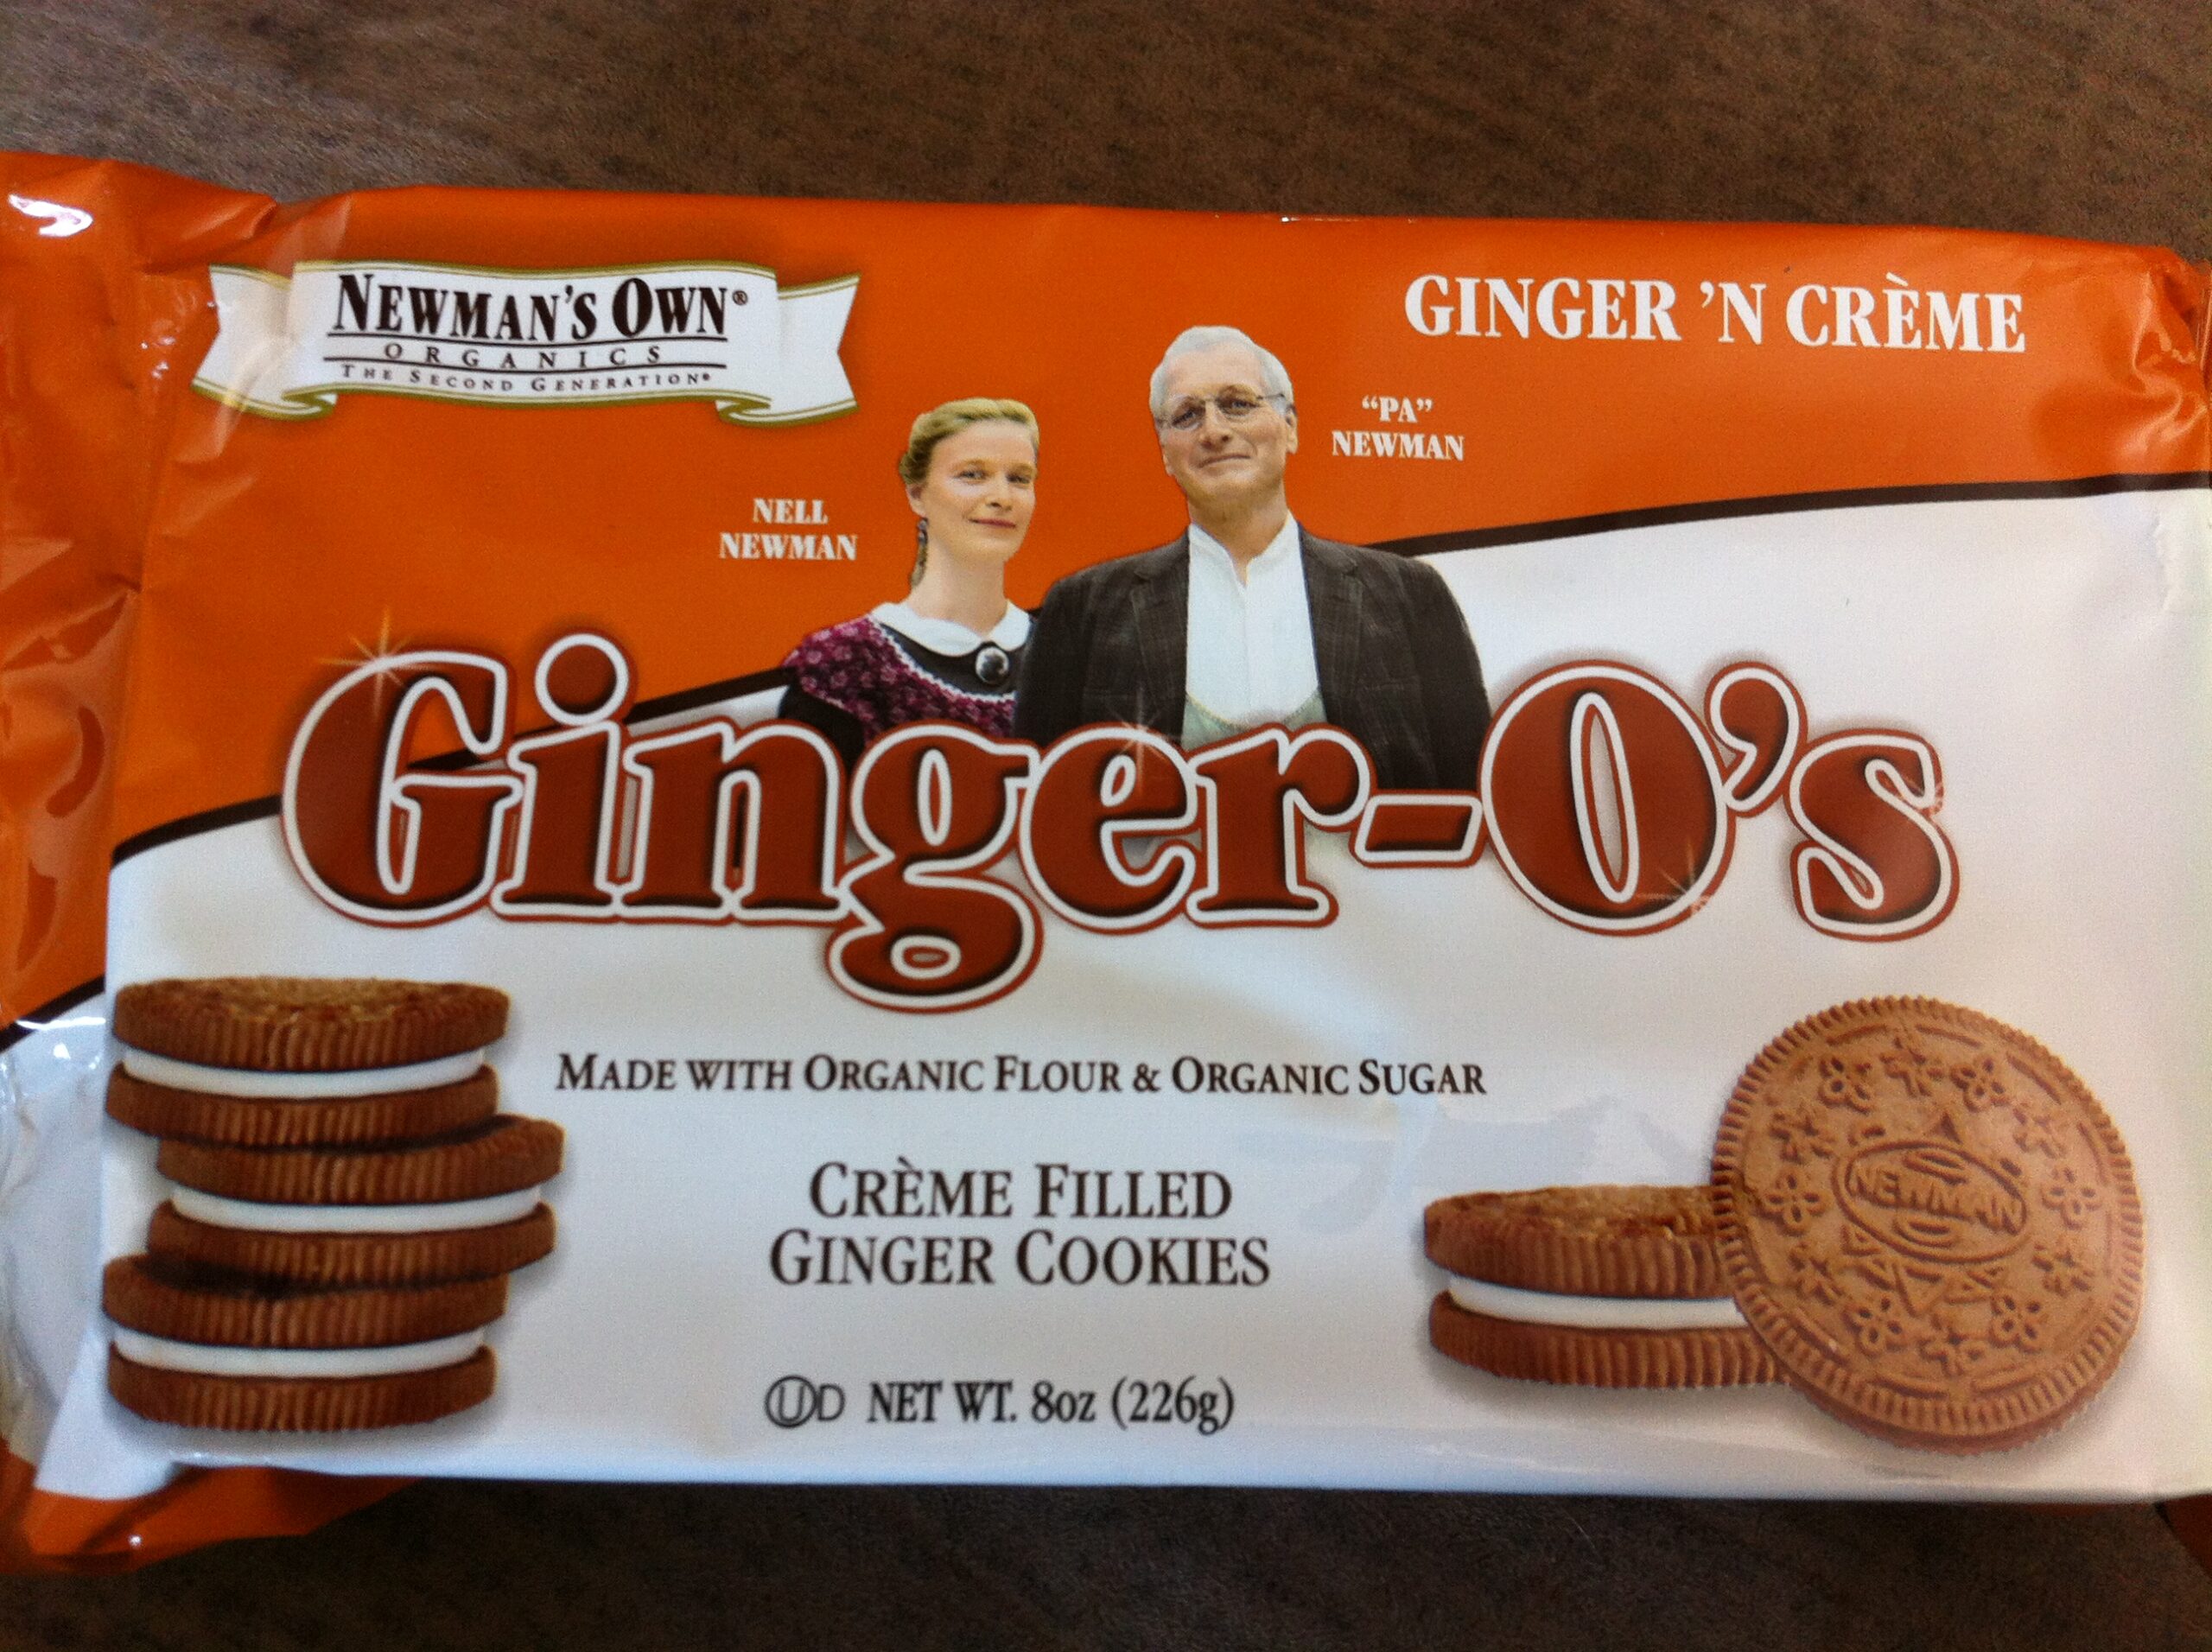 NEWMAN'S OWN®
ORGANICS
THE SECOND GENERATION®
GINGER 'N CRÈME
"PA"
NEWMAN
NELL
NEWMAN
Ginger-O's
MADE WITH ORGANIC FLOUR & ORGANIC SUGAR
CRÈME FILLED
GINGER COOKIES
NEWMAN
ⓊD NET WT. 8oz (226g)